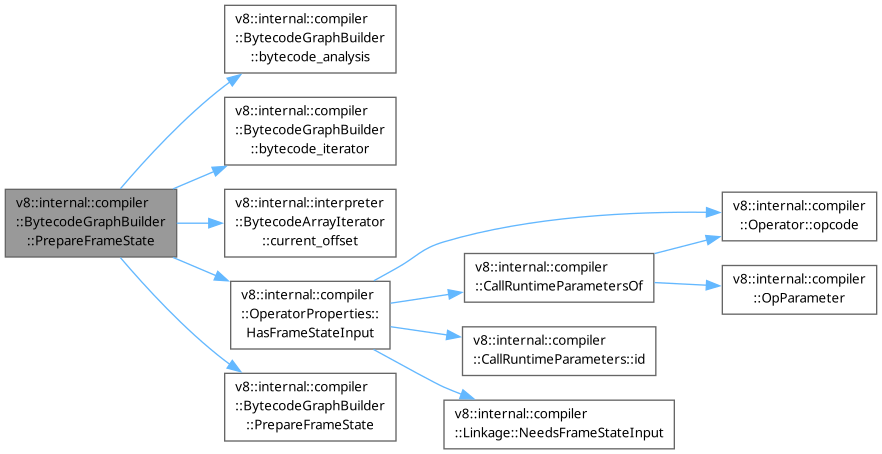 v8::internal::compiler
::BytecodeGraphBuilder
::bytecode_analysis
v8::internal::compiler
::BytecodeGraphBuilder
::bytecode_iterator
v8::internal::compiler
::BytecodeGraphBuilder
::PrepareFrameState
v8::internal::interpreter
::BytecodeArrayIterator
::current_offset
v8::internal::compiler
::OperatorProperties::
HasFrameStateInput
v8::internal::compiler
::BytecodeGraphBuilder
::PrepareFrameState
v8::internal::compiler
::CallRuntimeParametersOf
v8::internal::compiler
::CallRuntimeParameters::id
v8::internal::compiler
::Linkage::NeedsFrameStateInput
v8::internal::compiler
::Operator::opcode
v8::internal::compiler
::OpParameter